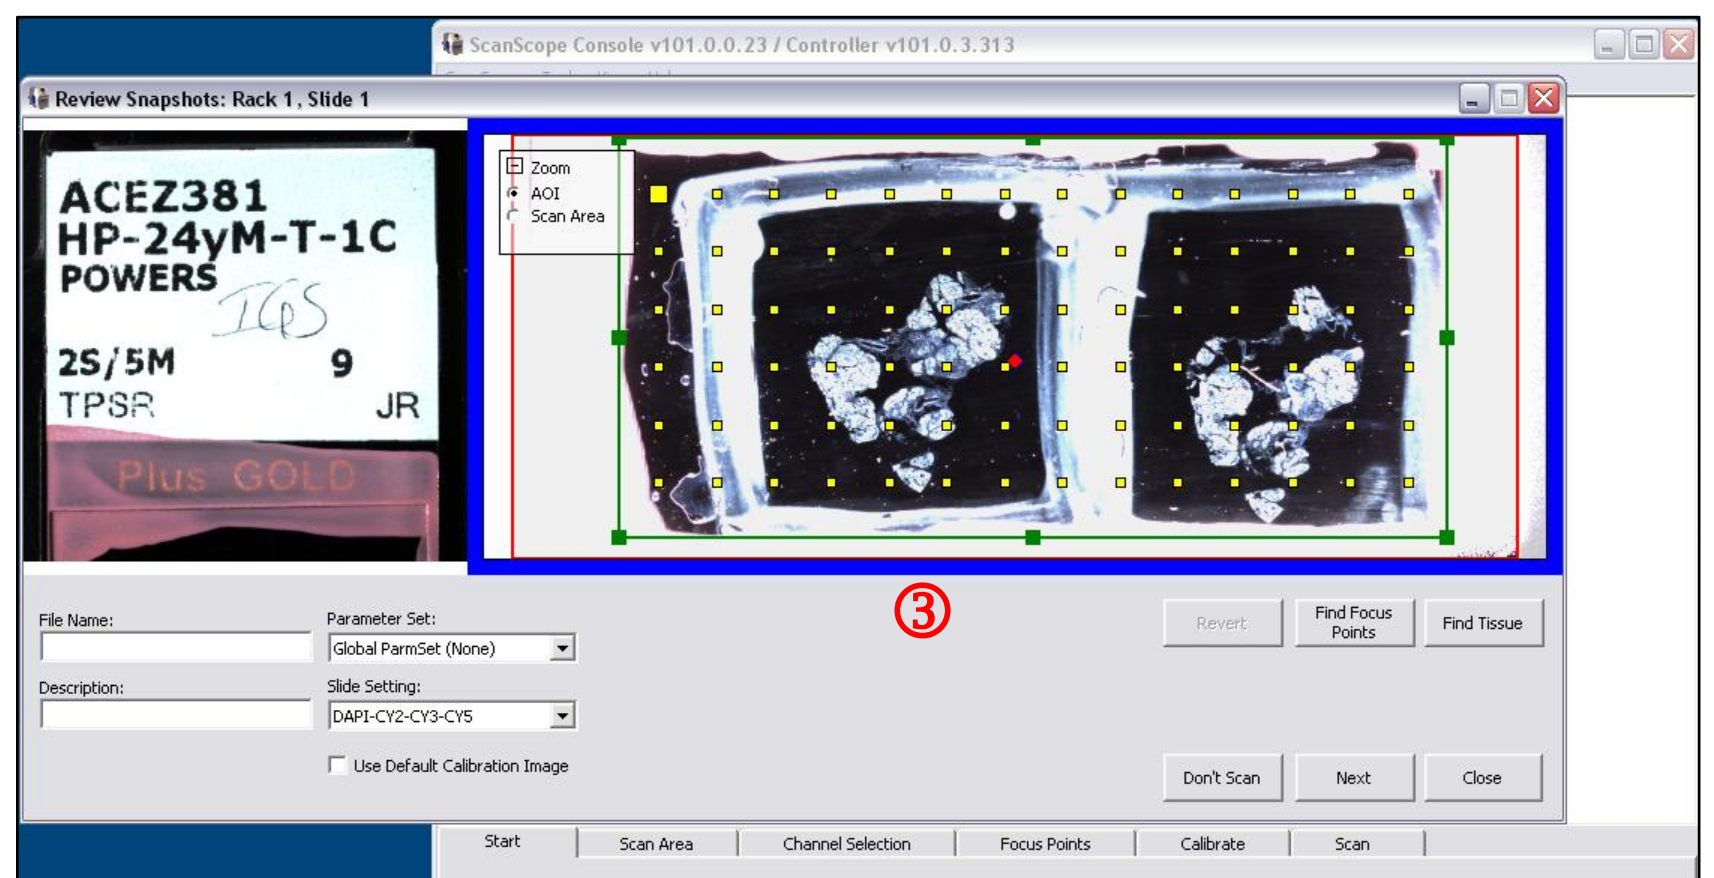 ScanScope Console v101.0.0.23 / Controller v101.0.3.313
Review Snapshots: Rack 1, Slide 1
ACEZ381
HP-24yM-T-1C
POWERS
IGS
2S/5M 9
TPSR JR
Plus GOLD
Zoom
AOI
Scan Area
③
File Name:
Parameter Set:
Global ParmSet (None)
Description:
Slide Setting:
DAPI-CY2-CY3-CY5
Use Default Calibration Image
Revert
Find Focus
Points
Find Tissue
Don't Scan
Next
Close
Start
Scan Area
Channel Selection
Focus Points
Calibrate
Scan